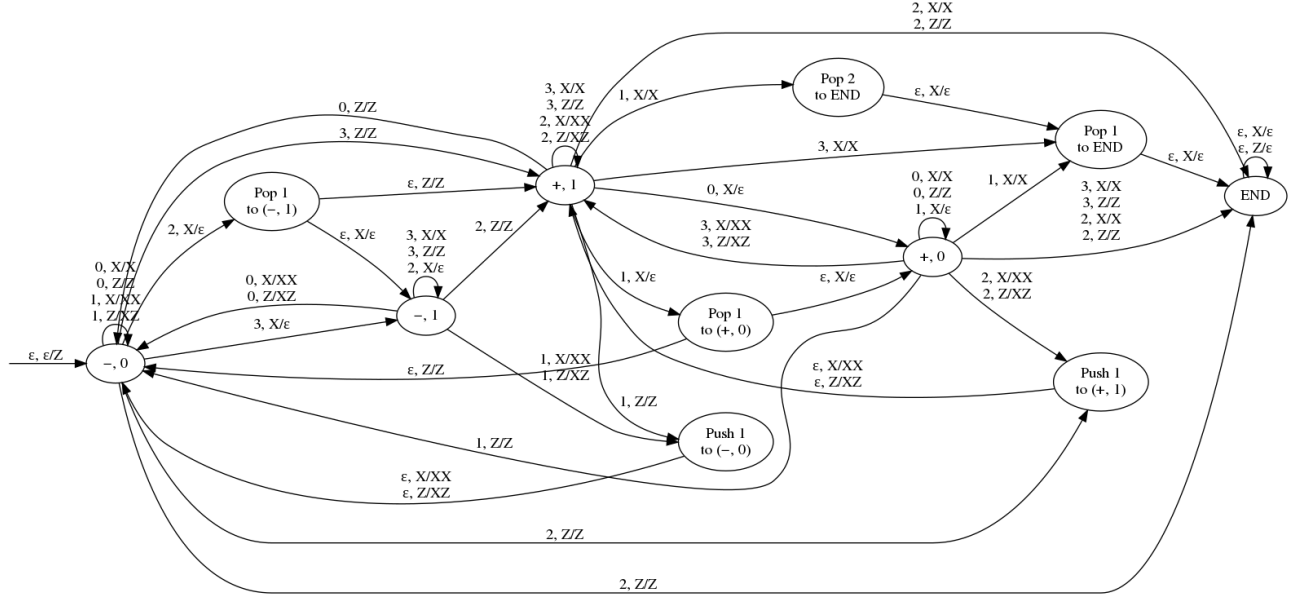 2, X/X
2, Z/Z
Pop 2
to END
3, X/X
3, Z/Z
2, X/XX
2, Z/XZ
1, X/X
ε, X/ε
0, Z/Z
3, Z/Z
Pop 1
to END
ε, X/ε
ε, Z/ε
3, X/X
ε, X/ε
Pop 1
to (−, 1)
ε, Z/Z
+, 1
0, X/ε
0, X/X
0, Z/Z
1, X/ε
1, X/X
3, X/X
3, Z/Z
2, X/X
2, Z/Z
END
2, X/ε
ε, X/ε
3, X/X
3, Z/Z
2, X/ε
2, Z/Z
3, X/XX
3, Z/XZ
+, 0
0, X/X
0, Z/Z
1, X/XX
1, Z/XZ
0, X/XX
0, Z/XZ
1, X/ε
ε, X/ε
2, X/XX
2, Z/XZ
3, X/ε
−, 1
Pop 1
to (+, 0)
ε, ε/Z
−, 0
ε, Z/Z
1, X/XX
1, Z/XZ
ε, X/XX
ε, Z/XZ
Push 1
to (+, 1)
1, Z/Z
1, Z/Z
Push 1
to (−, 0)
ε, X/XX
ε, Z/XZ
2, Z/Z
2, Z/Z